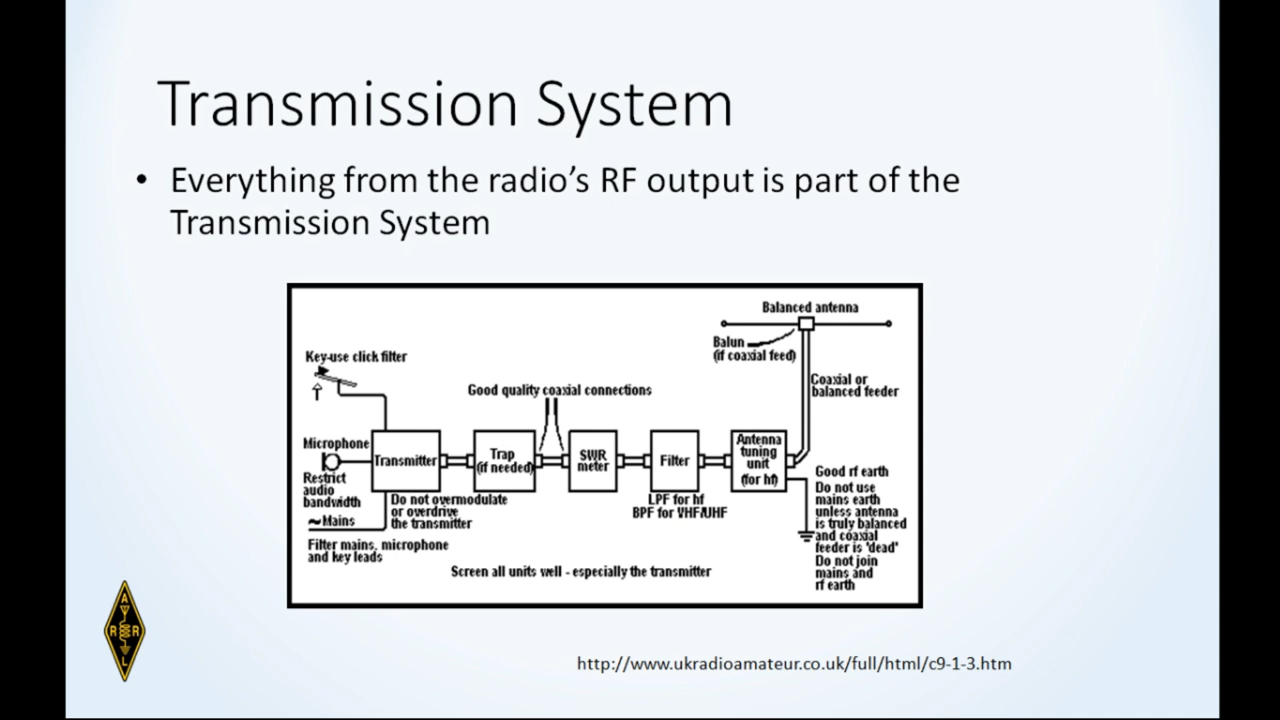 Transmission System
• Everything from the radio's RF output is part of the
Transmission System
Balanced antenna
Balun
(if coaxial feed)
Key-use click filter
Coaxial or
balanced feeder
Good quality coaxial connections
Microphone
Restrict
audio
bandwidth
~Mains
Filter mains, microphone
and key leads
Transmitter
Do not overmodulate
or overdrive
the transmitter
Trap
(if needed)
SWR
meter
Filter
LPF for hf
BPF for VHF/UHF
Antenna
tuning
unit
(for hf)
Good rf earth
Do not use
mains earth
unless antenna
is truly balanced
and coaxial
feeder is 'dead'
Do not join
mains and
rf earth
Screen all units well - especially the transmitter
A
R R
L
http://www.ukradioamateur.co.uk/full/html/c9-1-3.htm